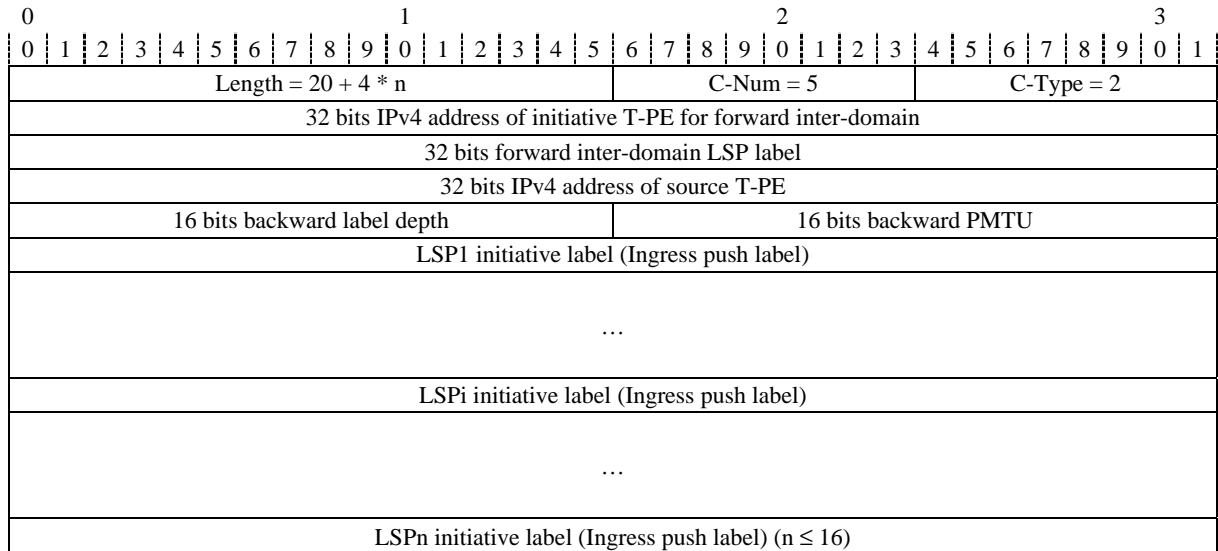 0 1 2 3
0 1 2 3 4 5 6 7 8 9 0 1 2 3 4 5 6 7 8 9 0 1 2 3 4 5 6 7 8 9 0 1
Length = 20 + 4 * n C-Num = 5 C-Type = 2
32 bits IPv4 address of initiative T-PE for forward inter-domain
32 bits forward inter-domain LSP label
32 bits IPv4 address of source T-PE
16 bits backward label depth 16 bits backward PMTU
LSP1 initiative label (Ingress push label)
…
LSPi initiative label (Ingress push label)
…
LSPn initiative label (Ingress push label) (n ≤ 16)